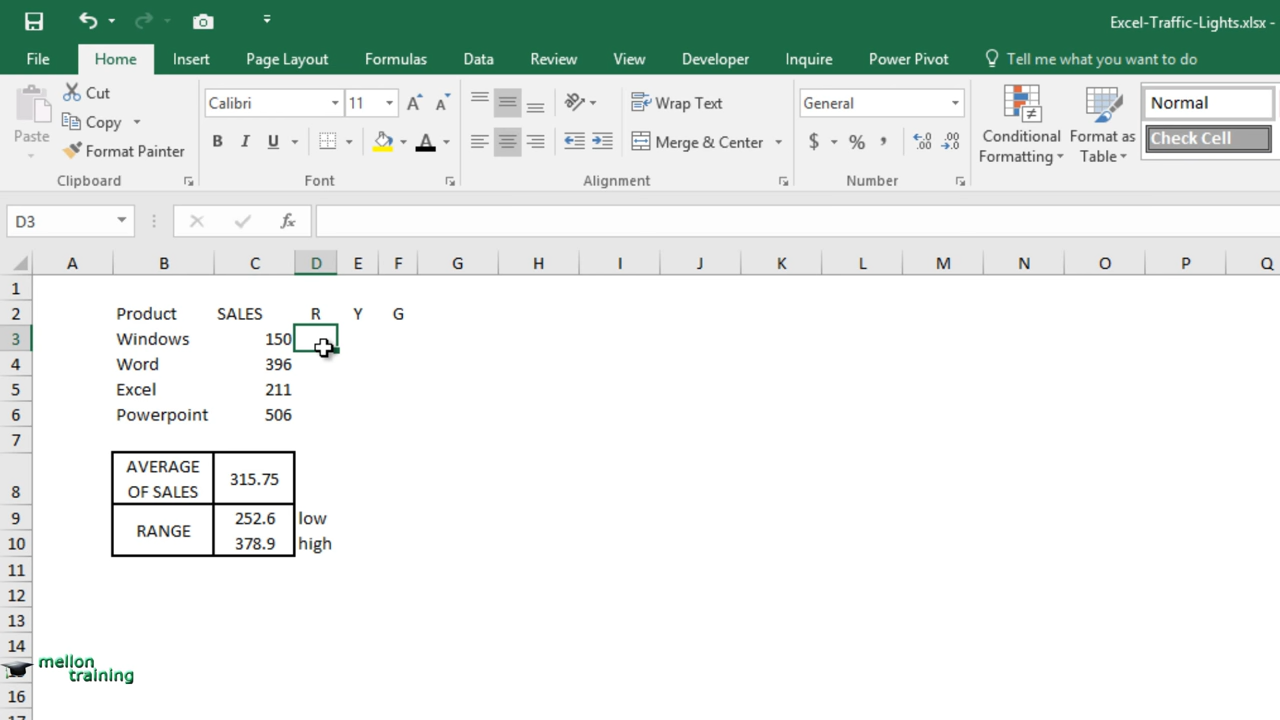 Excel-Traffic-Lights.xlsx -
File Home Insert Page Layout Formulas Data Review View Developer Inquire Power Pivot Tell me what you want to do
Paste
Cut
Copy
Format Painter
Clipboard
Calibri 11 A A
B I U A
Font
Wrap Text
Merge & Center
Alignment
General
$ % ,
Number
Conditional Formatting
Format as Table
Normal
Check Cell
D3 fx
A B C D E F G H I J K L M N O P Q
1
2 Product SALES R Y G
3 Windows 150
4 Word 396
5 Excel 211
6 Powerpoint 506
7
8 AVERAGE OF SALES 315.75
9 RANGE 252.6 low
10 378.9 high
11
12
13
14
mellon
training
16
17